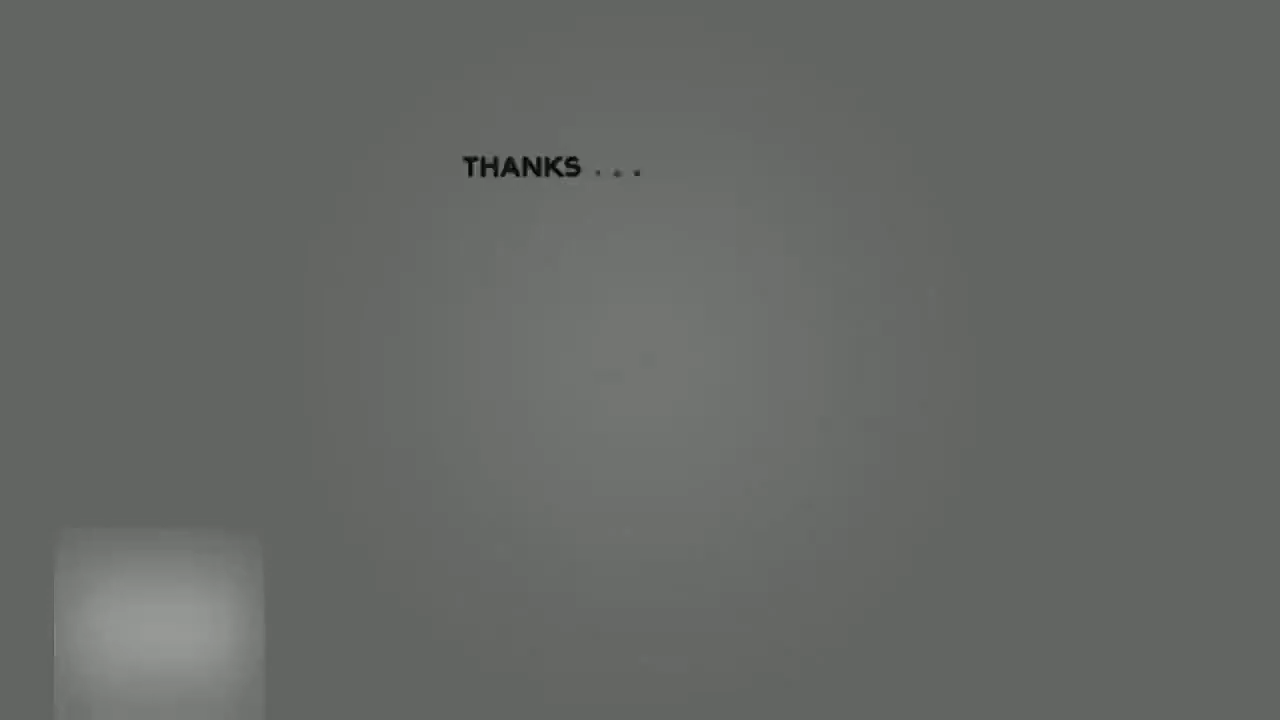 THANKS . . .